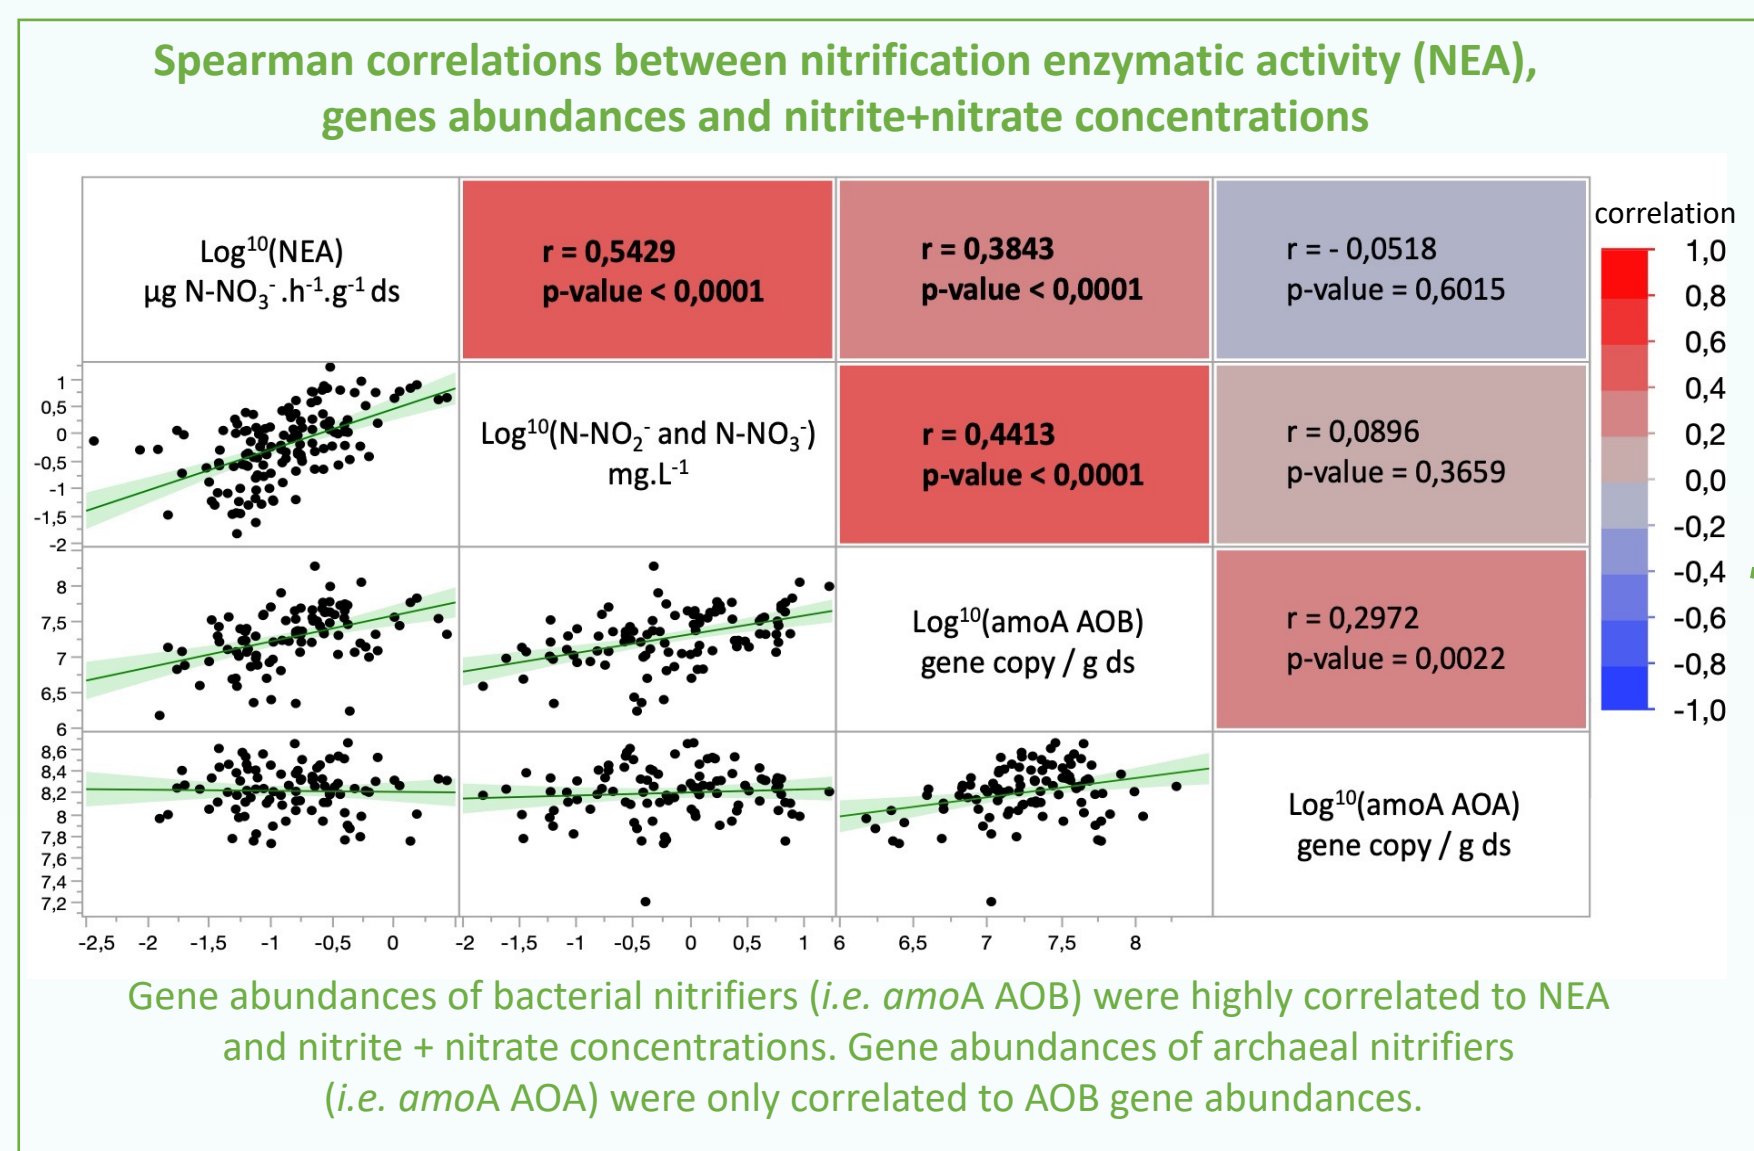 Spearman correlations between nitrification enzymatic activity (NEA),
genes abundances and nitrite+nitrate concentrations
Log¹⁰(NEA)
µg N-NO₃⁻ .h⁻¹.g⁻¹ ds
r = 0,5429
p-value < 0,0001
r = 0,3843
p-value < 0,0001
r = - 0,0518
p-value = 0,6015
correlation
1,0
0,8
0,6
0,4
0,2
0,0
-0,2
-0,4
-0,6
-0,8
-1,0
1
0,5
0
-0,5
-1
-1,5
-2
Log¹⁰(N-NO₂⁻ and N-NO₃⁻)
mg.L⁻¹
r = 0,4413
p-value < 0,0001
r = 0,0896
p-value = 0,3659
8
7,5
7
6,5
6
Log¹⁰(amoA AOB)
gene copy / g ds
r = 0,2972
p-value = 0,0022
8,6
8,4
8,2
8
7,8
7,6
7,4
7,2
Log¹⁰(amoA AOA)
gene copy / g ds
-2,5 -2 -1,5 -1 -0,5 0 -2 -1,5 -1 -0,5 0 0,5 1 6 6,5 7 7,5 8
Gene abundances of bacterial nitrifiers (i.e. amoA AOB) were highly correlated to NEA
and nitrite + nitrate concentrations. Gene abundances of archaeal nitrifiers
(i.e. amoA AOA) were only correlated to AOB gene abundances.